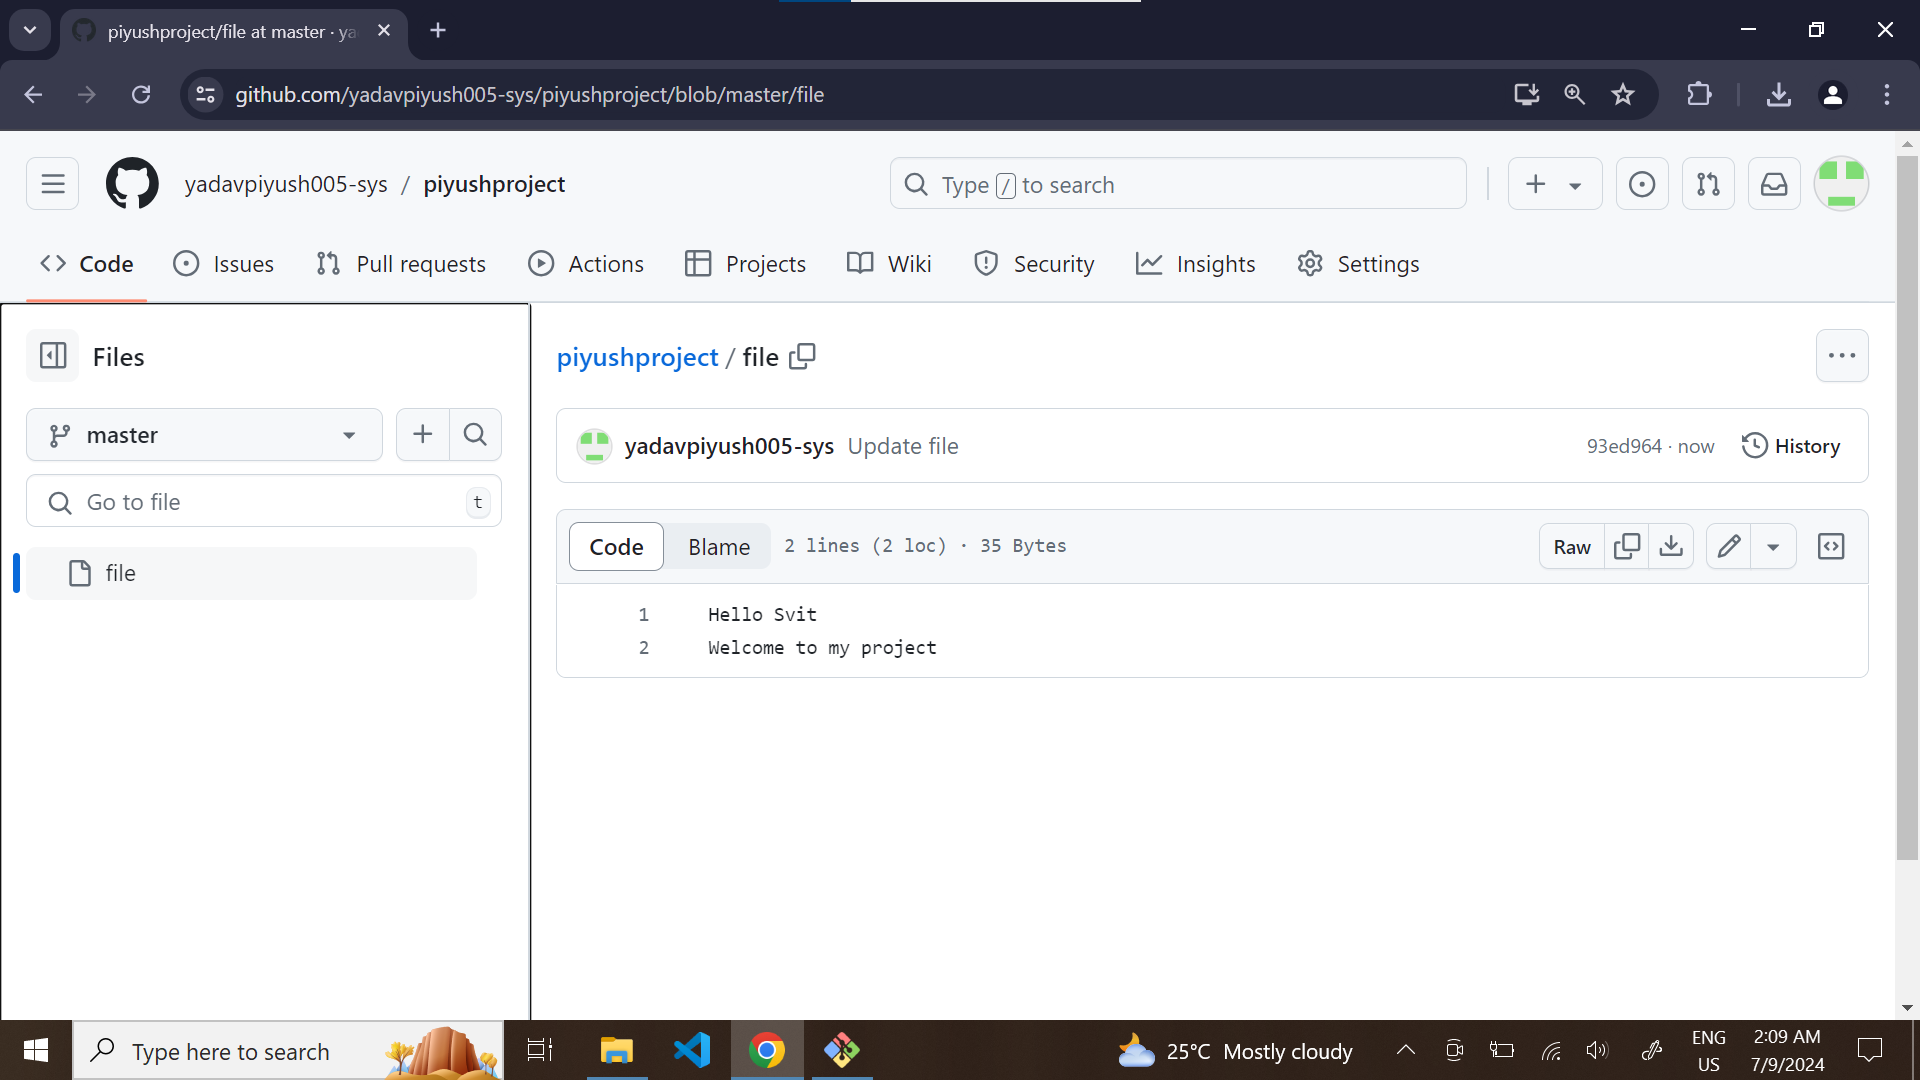 piyushproject/file at master · ya
github.com/yadavpiyush005-sys/piyushproject/blob/master/file
yadavpiyush005-sys / piyushproject
Type / to search
Code Issues Pull requests Actions Projects Wiki Security Insights Settings
Files
master
Go to file t
file
piyushproject / file
yadavpiyush005-sys Update file 93ed964 · now History
Code Blame 2 lines (2 loc) · 35 Bytes Raw
1 Hello Svit
2 Welcome to my project
Type here to search
25°C Mostly cloudy
ENG
US
2:09 AM
7/9/2024